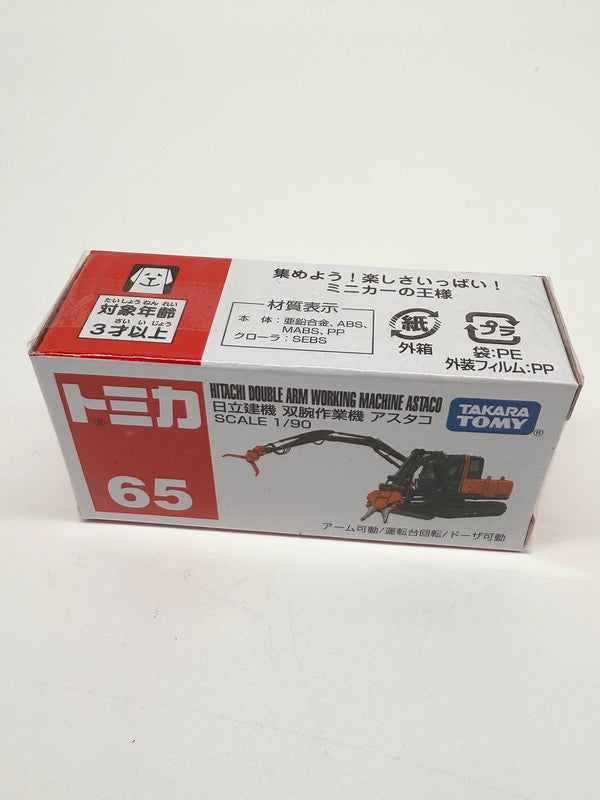 たいしょうねんれい
対象年齢
さいいじょう
3才以上
集めよう!楽しさいっぱい!
ミニカーの王様
材質表示
本 体:亜鉛合金、ABS、
MABS、PP
クローラ:SEBS
紙
外箱
プラ
袋:PE
外装フィルム:PP
トミカ®
65
HITACHI DOUBLE ARM WORKING MACHINE ASTACO
日立建機 双腕作業機 アスタコ
SCALE 1/90
TAKARA
TOMY®
アーム可動/運転台回転/ドーザ可動